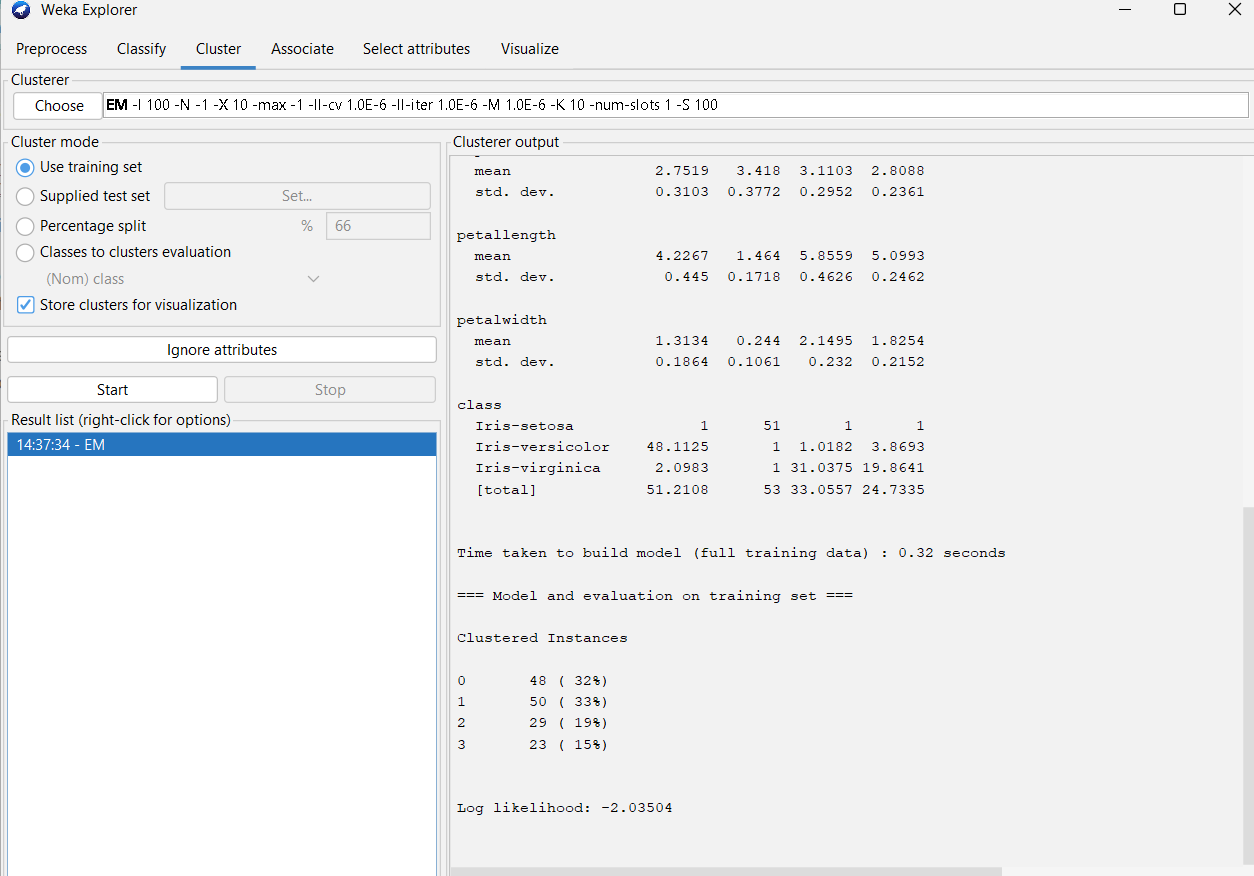 Weka Explorer
Preprocess Classify Cluster Associate Select attributes Visualize
Clusterer
Choose EM -I 100 -N -1 -X 10 -max -1 -ll-cv 1.0E-6 -ll-iter 1.0E-6 -M 1.0E-6 -K 10 -num-slots 1 -S 100
Cluster mode
Use training set
Supplied test set Set...
Percentage split % 66
Classes to clusters evaluation
(Nom) class
Store clusters for visualization
Ignore attributes
Start Stop
Result list (right-click for options)
14:37:34 - EM
Clusterer output
mean 2.7519 3.418 3.1103 2.8088
std. dev. 0.3103 0.3772 0.2952 0.2361
petallength
mean 4.2267 1.464 5.8559 5.0993
std. dev. 0.445 0.1718 0.4626 0.2462
petalwidth
mean 1.3134 0.244 2.1495 1.8254
std. dev. 0.1864 0.1061 0.232 0.2152
class
Iris-setosa 1 51 1 1
Iris-versicolor 48.1125 1 1.0182 3.8693
Iris-virginica 2.0983 1 31.0375 19.8641
[total] 51.2108 53 33.0557 24.7335
Time taken to build model (full training data) : 0.32 seconds
=== Model and evaluation on training set ===
Clustered Instances
0 48 ( 32%)
1 50 ( 33%)
2 29 ( 19%)
3 23 ( 15%)
Log likelihood: -2.03504